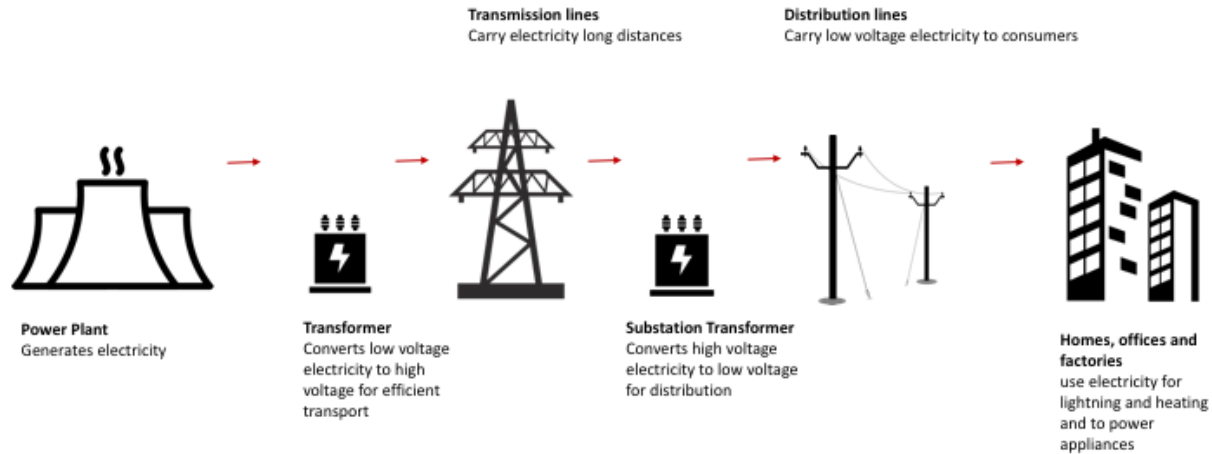 Transmission lines
Carry electricity long distances
Distribution lines
Carry low voltage electricity to consumers
Power Plant
Generates electricity
Transformer
Converts low voltage
electricity to high
voltage for efficient
transport
Substation Transformer
Converts high voltage
electricity to low voltage
for distribution
Homes, offices and
factories
use electricity for
lightning and heating
and to power
appliances